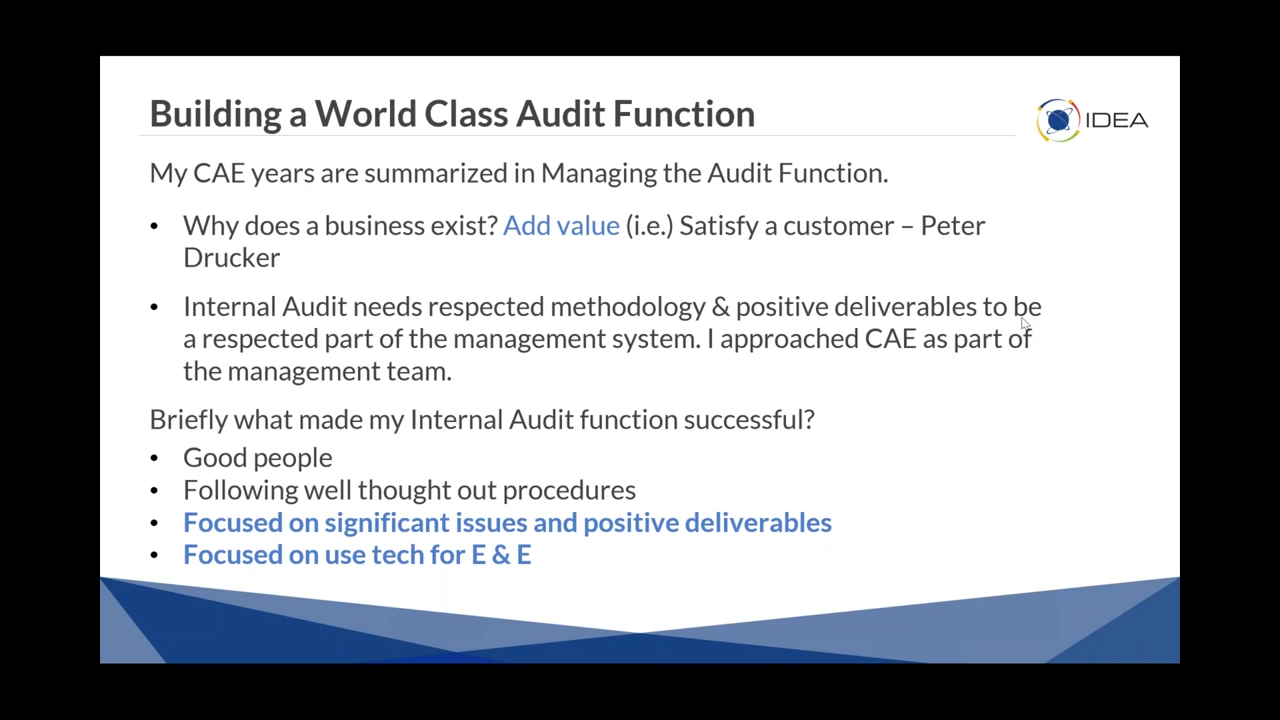 Building a World Class Audit Function
IDEA
My CAE years are summarized in Managing the Audit Function.
• Why does a business exist? Add value (i.e.) Satisfy a customer – Peter
Drucker
• Internal Audit needs respected methodology & positive deliverables to be
a respected part of the management system. I approached CAE as part of
the management team.
Briefly what made my Internal Audit function successful?
• Good people
• Following well thought out procedures
• Focused on significant issues and positive deliverables
• Focused on use tech for E & E